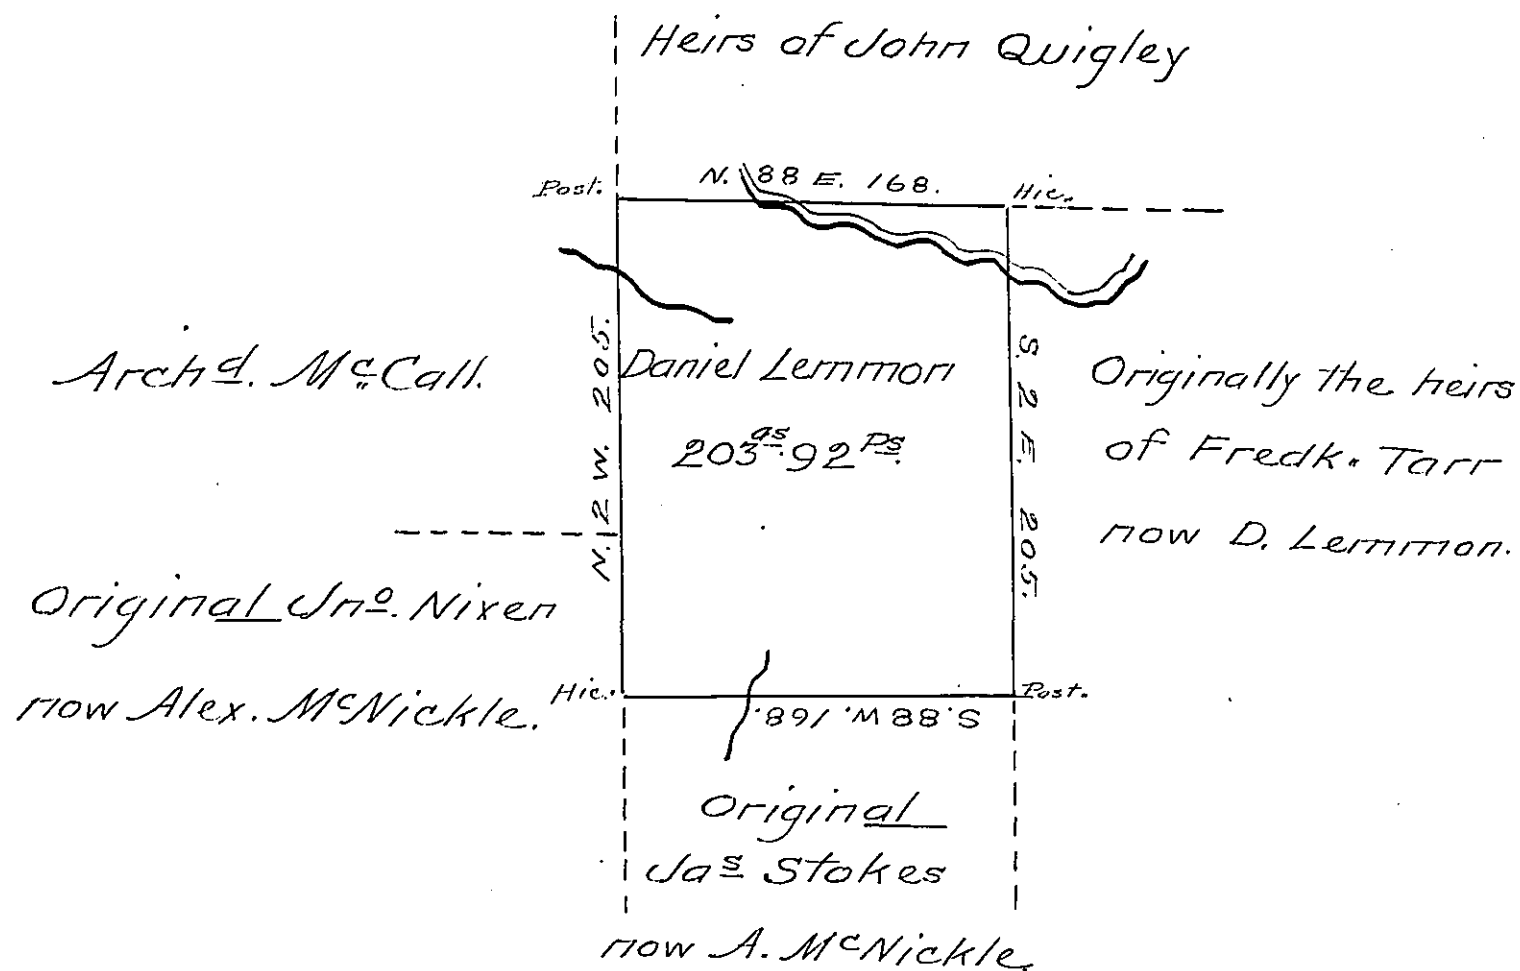 Heirs of John Quigley
Post.
N. 88 E. 168.
Hic.
N. 2 W. 205.
S. 2 E. 205.
Archd. McCall.
Daniel Lemmon
203as. 92Ps.
Originally the heirs
of Fredk. Tarr
now D. Lemmon.
Original Jno. Nixen
now Alex. McNickle.
Hic.
Post.
S. 88 W. 168.
Original
Jas Stokes
now A. McNickle